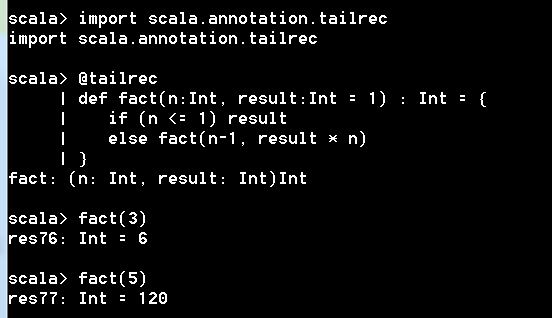 scala> import scala.annotation.tailrec
import scala.annotation.tailrec
scala> @tailrec
     | def fact(n:Int, result:Int = 1) : Int = {
     |    if (n <= 1) result
     |    else fact(n-1, result * n)
     | }
fact: (n: Int, result: Int)Int
scala> fact(3)
res76: Int = 6
scala> fact(5)
res77: Int = 120